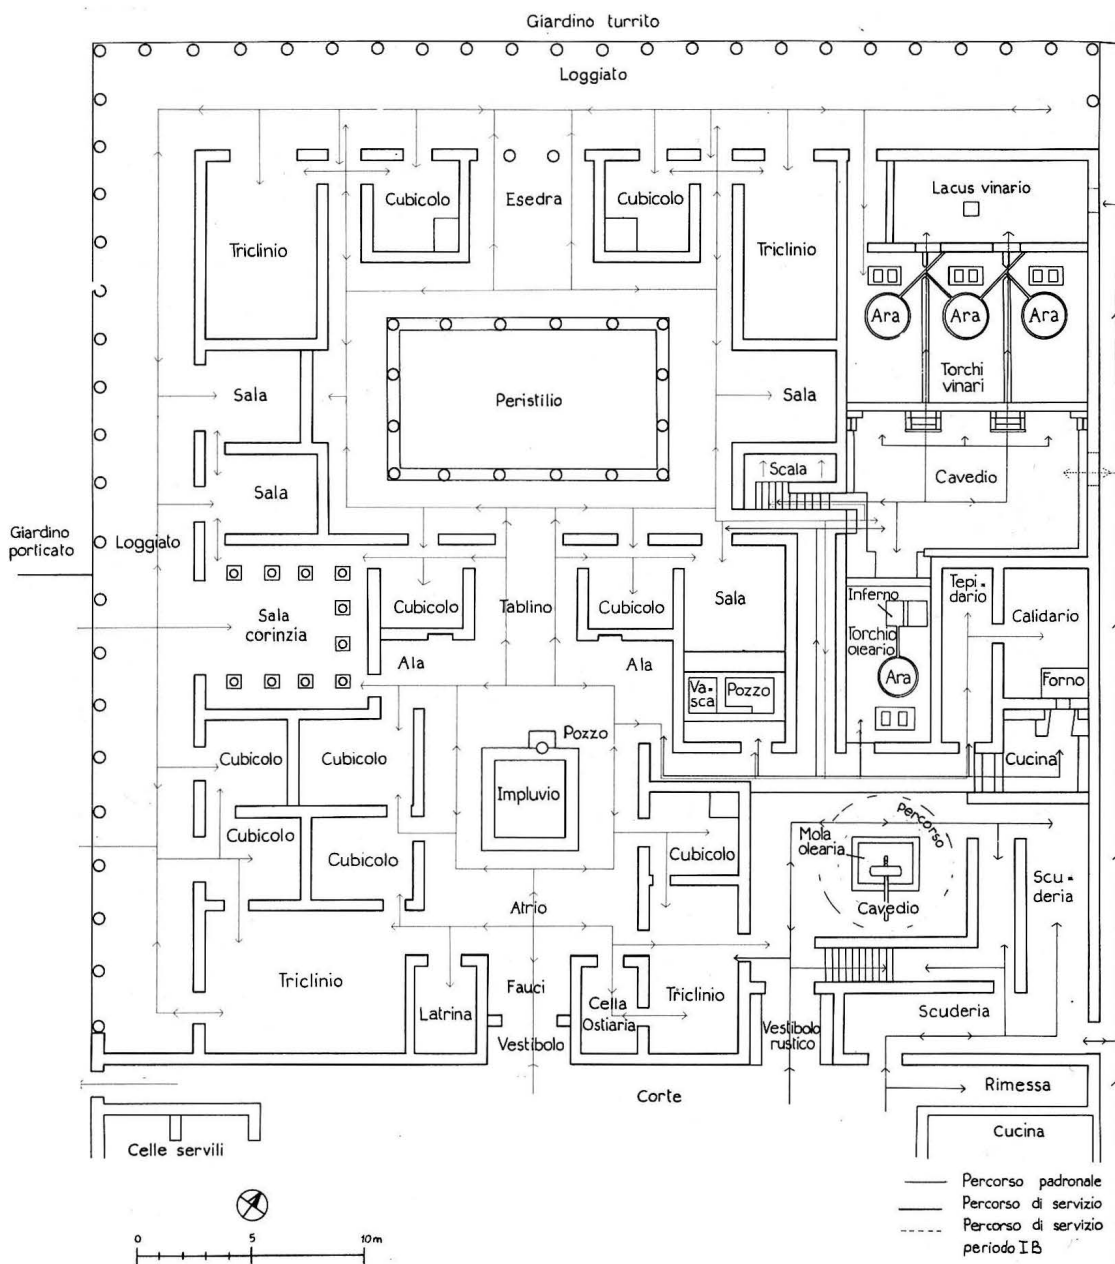 Giardino turrito
Loggiato
Cubicolo
Esedra
Cubicolo
Lacus vinario
Triclinio
Triclinio
Ara
Ara
Ara
Torchi
vinari
Sala
Peristilio
Sala
Scala
Cavedio
Sala
Giardino
porticato
Loggiato
Sala
corinzia
Cubicolo
Tablino
Cubicolo
Sala
Inferno
Torchio
oleario
Tepi=
dario
Calidario
Ala
Ala
Ara
Forno
Va=
sca
Pozzo
Pozzo
Cubicolo
Cubicolo
Cucina
Impluvio
Cubicolo
Cubicolo
Cubicolo
Mola
olearia
percorso
Cavedio
Scu=
deria
Atrio
Triclinio
Latrina
Fauci
Vestibolo
Cella
Ostiaria
Triclinio
Vestibolo
rustico
Scuderia
Corte
Rimessa
Cucina
Celle servili
Percorso padronale
Percorso di servizio
Percorso di servizio
periodo IB
0 5 10m